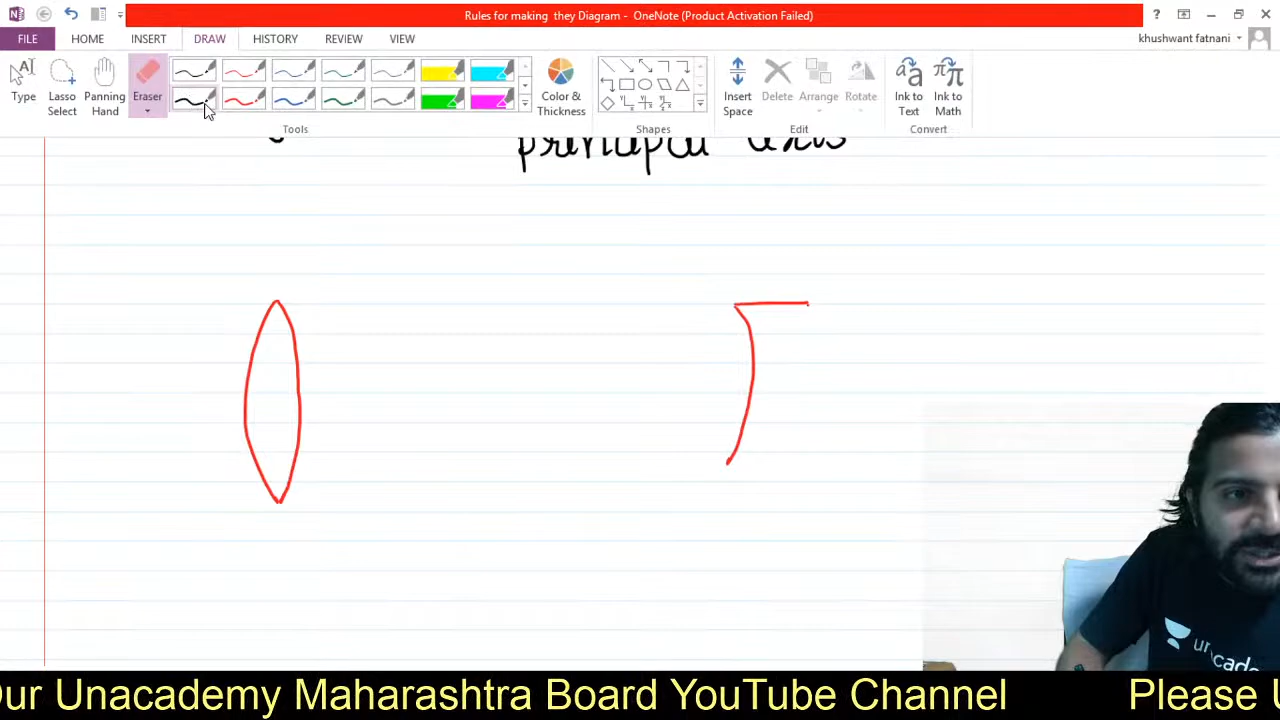 Rules for making they Diagram - OneNote (Product Activation Failed)
?
FILE HOME INSERT DRAW HISTORY REVIEW VIEW
khushwant fatnani
Type
Lasso Select
Panning Hand
Eraser
Color & Thickness
Insert Space
Delete
Arrange
Rotate
Ink to Text
Ink to Math
Tools
Shapes
Edit
Convert
principal axis
unacademy
Our Unacademy Maharashtra Board YouTube Channel
Please